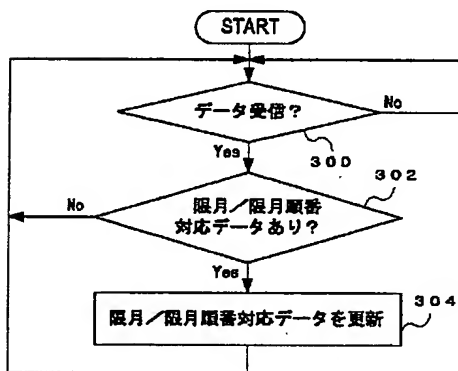 START
データ受信?
No
300
Yes
302
No
限月/限月順番
対応データあり?
Yes
304
限月/限月順番対応データを更新